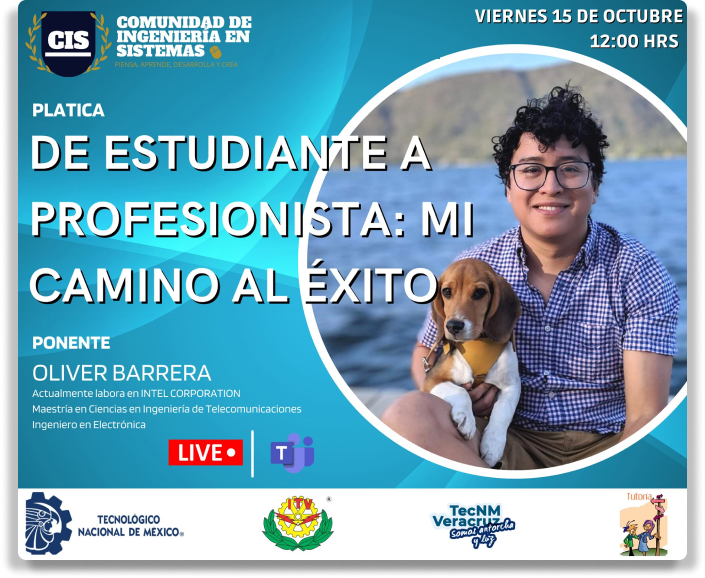 VIERNES 15 DE OCTUBRE
12:00 HRS
CIS
COMUNIDAD DE
INGENIERÍA EN
SISTEMAS
PIENSA, APRENDE, DESARROLLA Y CREA
PLATICA
DE ESTUDIANTE A
PROFESIONISTA: MI
CAMINO AL ÉXITO
PONENTE
OLIVER BARRERA
Actualmente labora en INTEL CORPORATION
Maestría en Ciencias en Ingeniería de Telecomunicaciones
Ingeniero en Electrónica
LIVE
T
TECNOLÓGICO
NACIONAL DE MÉXICO®
ITV
®
TecNM
Veracruz
Somos antorcha
y luz
Tutoria